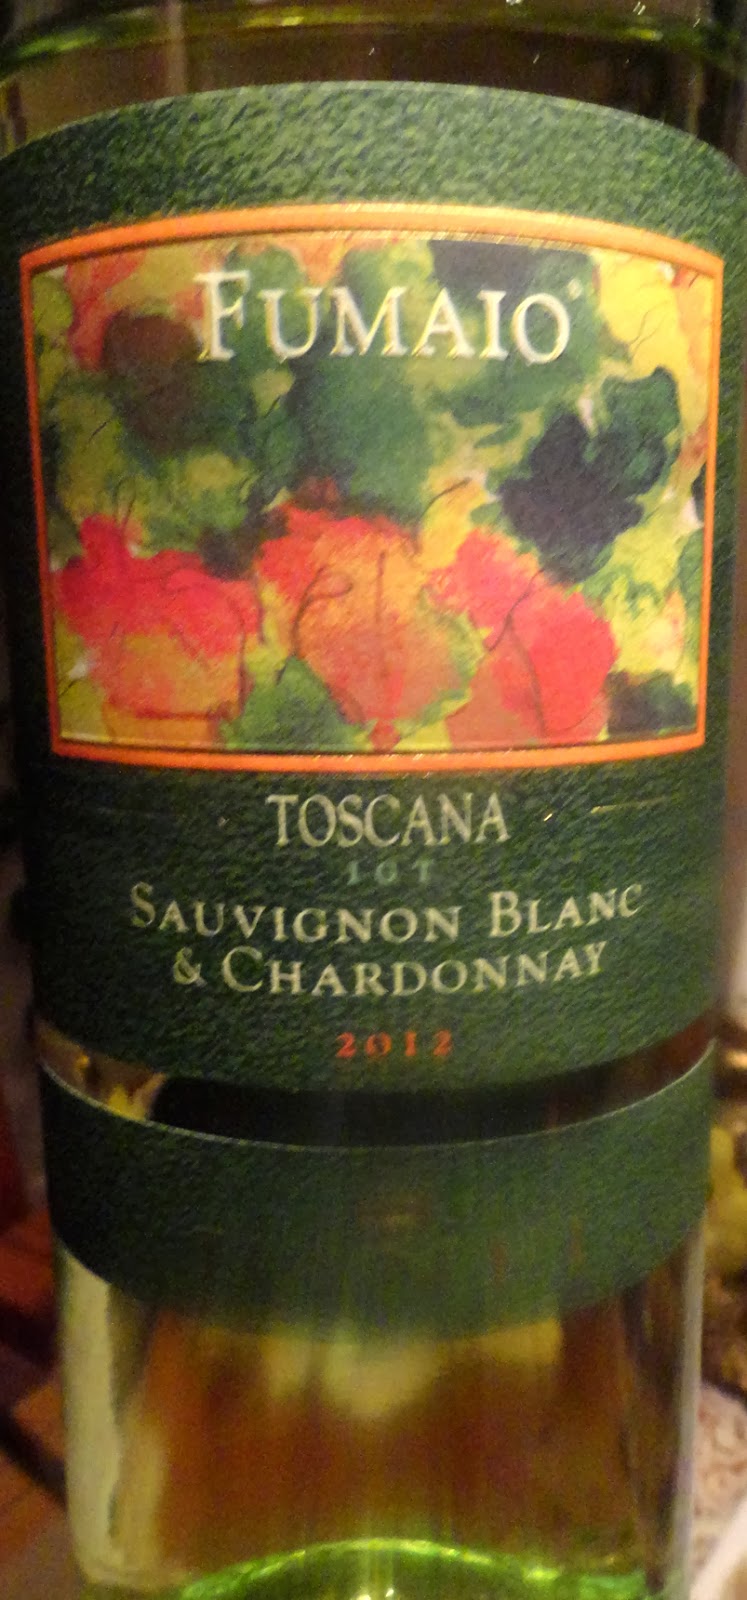 FUMAIO®
TOSCANA
IGT
SAUVIGNON BLANC
& CHARDONNAY
2012